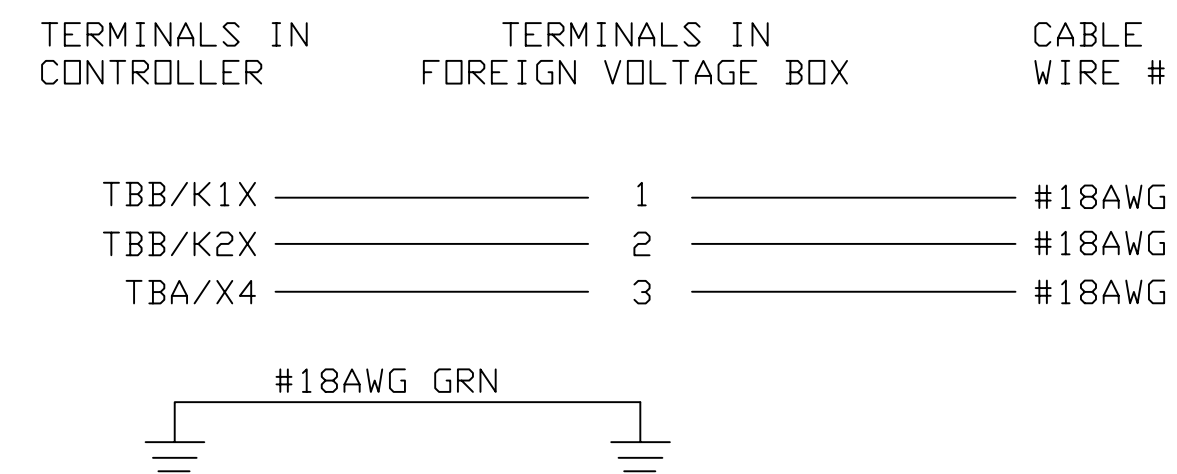 TERMINALS IN TERMINALS IN CABLE
CONTROLLER FOREIGN VOLTAGE BOX WIRE #
TBB/K1X 1 #18AWG
TBB/K2X 2 #18AWG
TBA/X4 3 #18AWG
#18AWG GRN